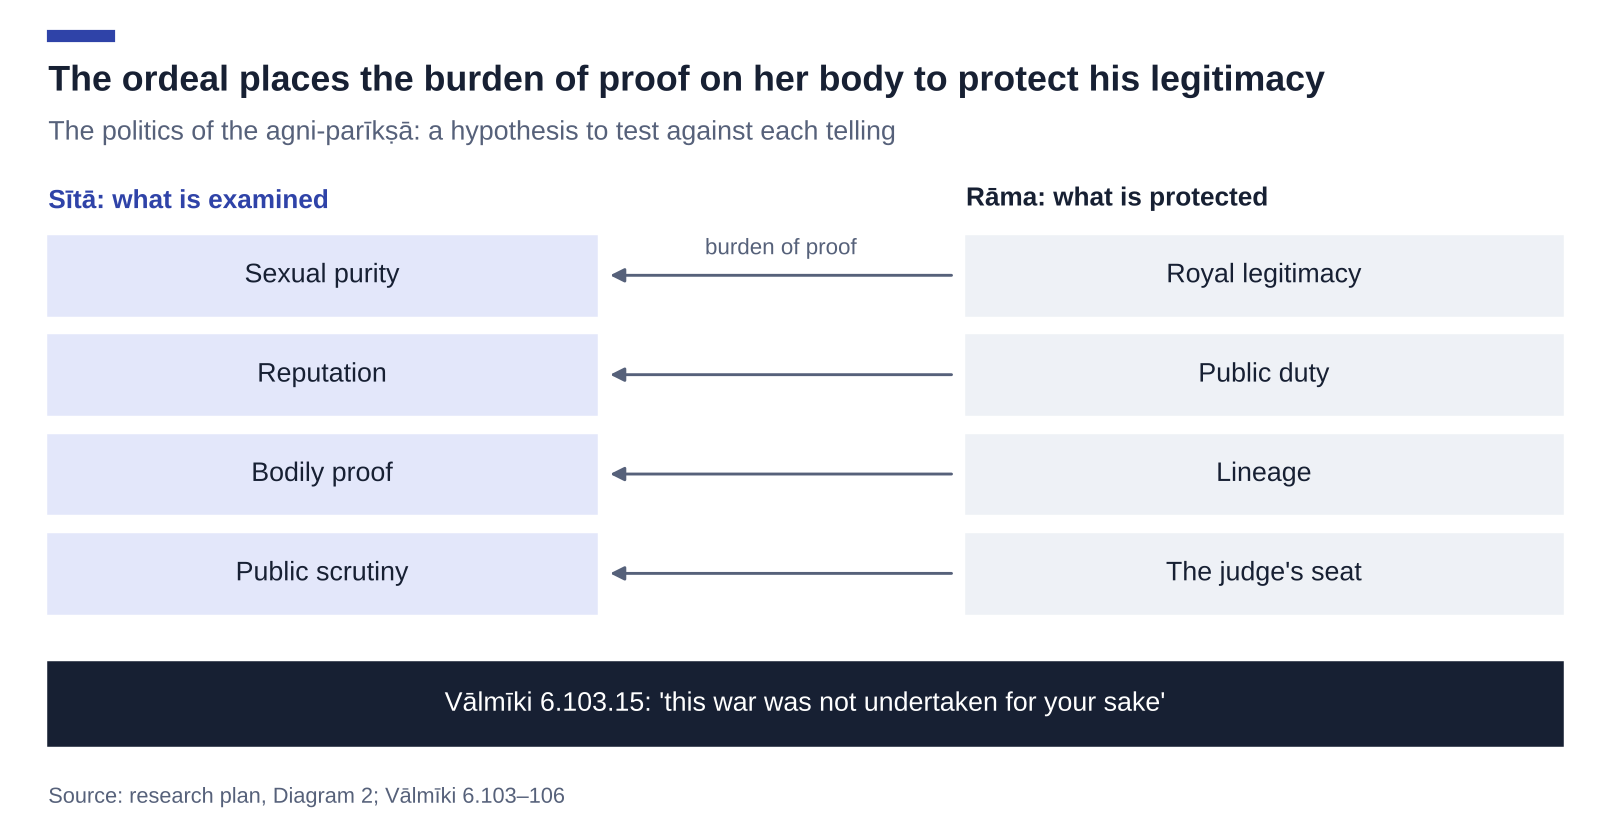 The ordeal places the burden of proof on her body to protect his legitimacy
The politics of the agni-parīkṣā: a hypothesis to test against each telling
Sītā: what is examined
Rāma: what is protected
Sexual purity
burden of proof
Royal legitimacy
Reputation
Public duty
Bodily proof
Lineage
Public scrutiny
The judge's seat
Vālmīki 6.103.15: 'this war was not undertaken for your sake'
Source: research plan, Diagram 2; Vālmīki 6.103–106